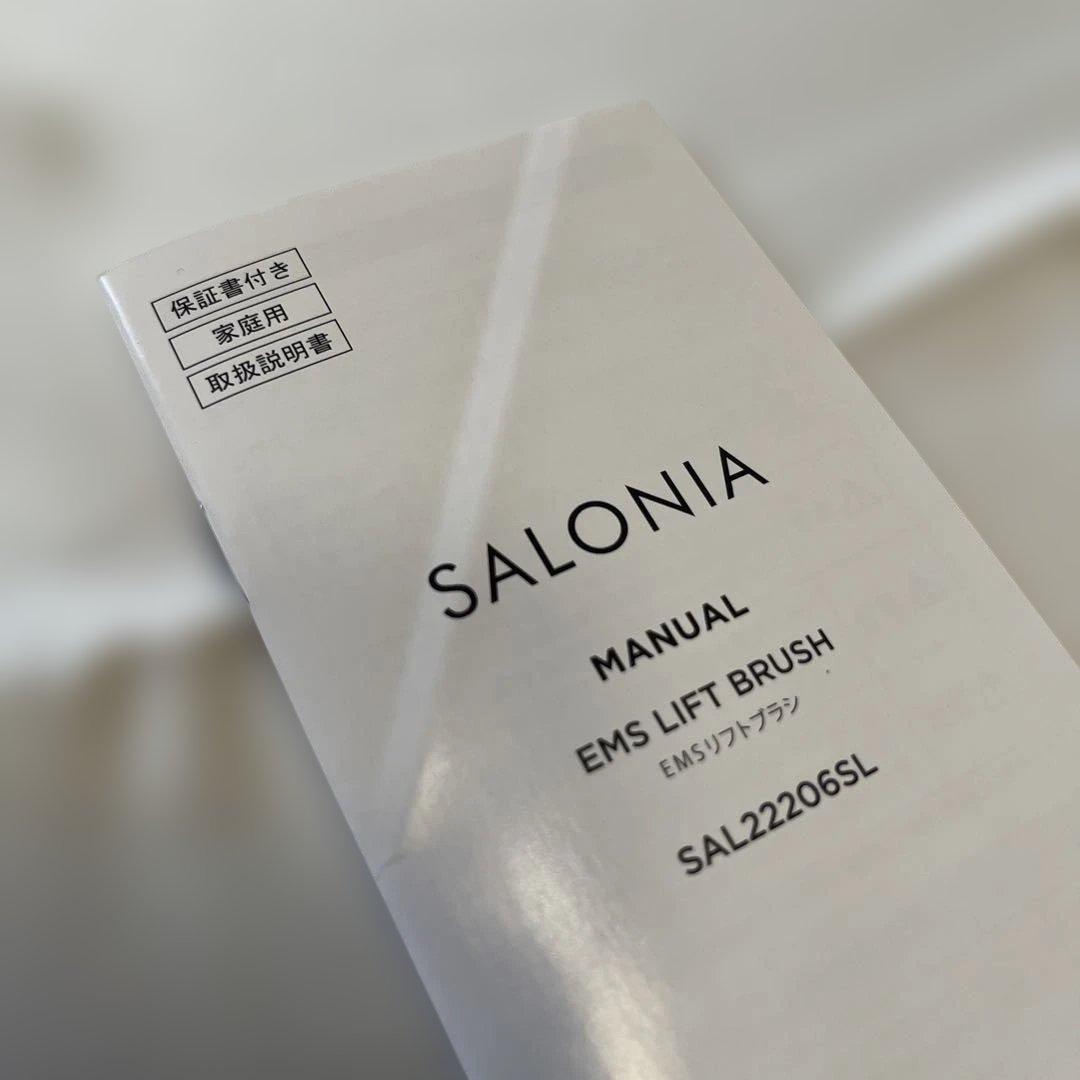 保証書付き
家庭用
取扱説明書
SALONIA
MANUAL
EMS LIFT BRUSH
EMSリフトブラシ
SAL22206SL